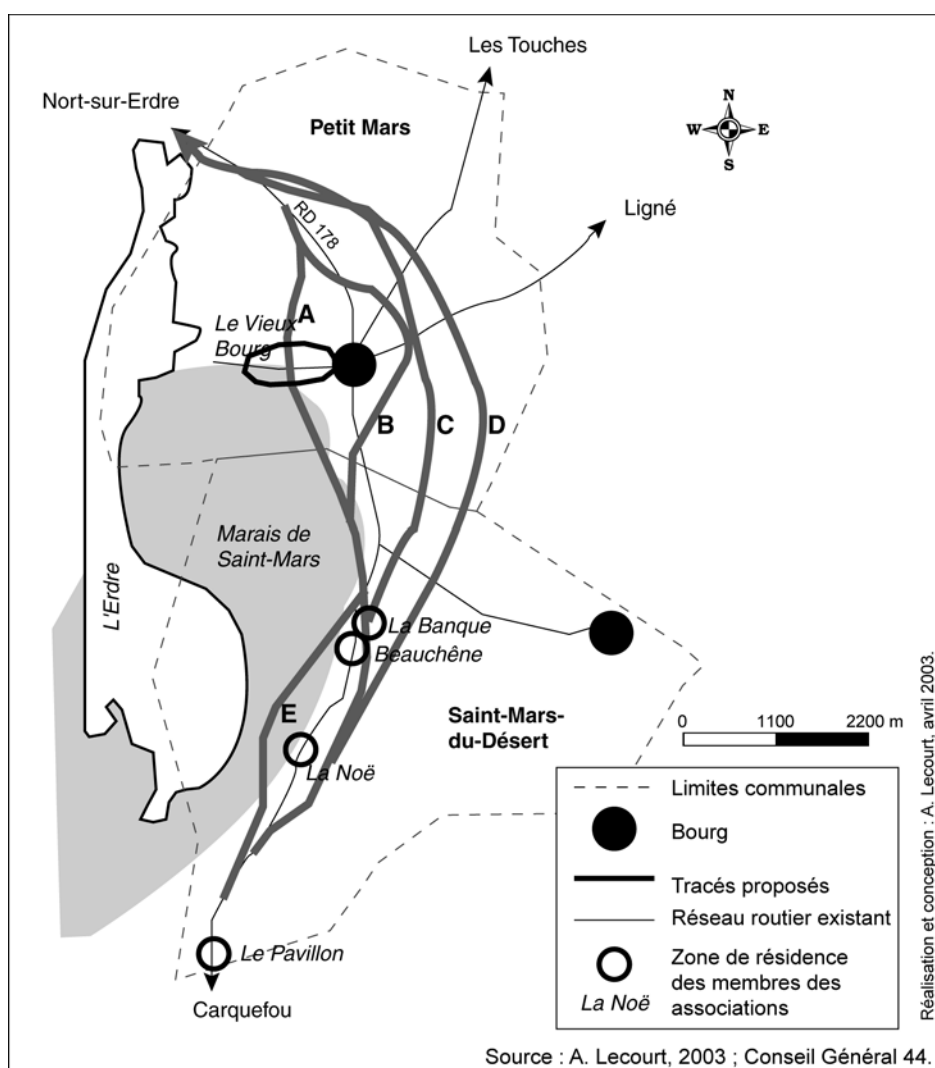 Les Touches
Nort-sur-Erdre
Petit Mars
N
W E
S
Ligné
RD 178
A
Le Vieux
Bourg
B
C
D
Marais de
Saint-Mars
L'Erdre
La Banque
Beauchêne
E
La Noë
Saint-Mars-
du-Désert
0 1100 2200 m
Le Pavillon
Carquefou
Limites communales
Bourg
Tracés proposés
Réseau routier existant
Zone de résidence
des membres des
associations
La Noë
Réalisation et conception : A. Lecourt, avril 2003.
Source : A. Lecourt, 2003 ; Conseil Général 44.